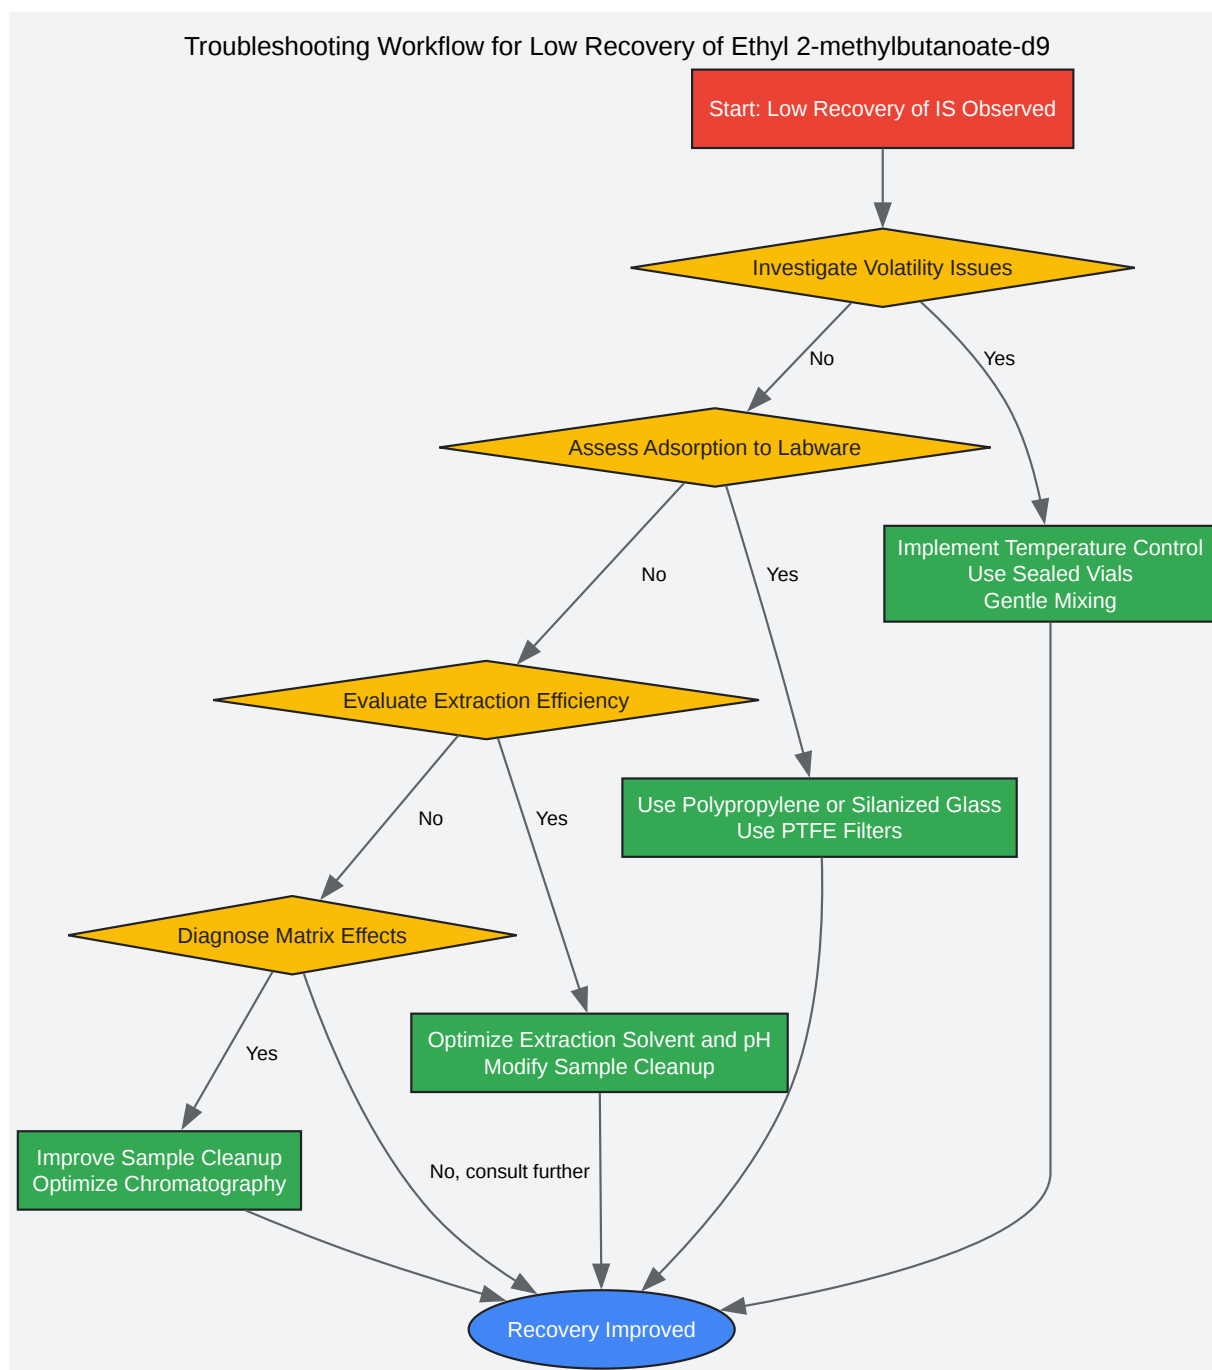 Troubleshooting Workflow for Low Recovery of Ethyl 2-methylbutanoate-d9
Start: Low Recovery of IS Observed
Investigate Volatility Issues
No
Yes
Assess Adsorption to Labware
Implement Temperature Control
Use Sealed Vials
Gentle Mixing
No
Yes
Evaluate Extraction Efficiency
Use Polypropylene or Silanized Glass
Use PTFE Filters
No
Yes
Diagnose Matrix Effects
Optimize Extraction Solvent and pH
Modify Sample Cleanup
Yes
Improve Sample Cleanup
Optimize Chromatography
No, consult further
Recovery Improved